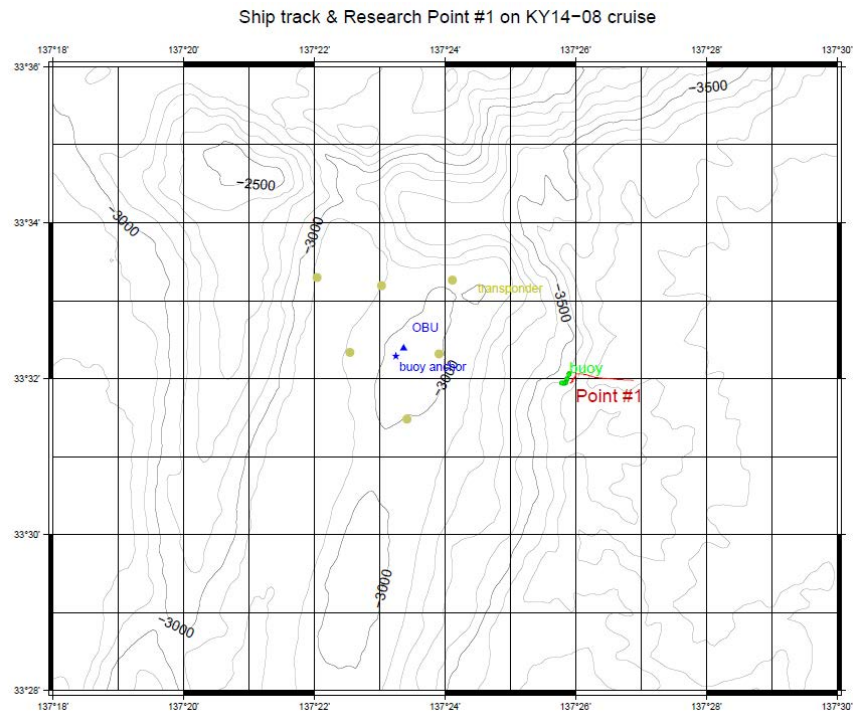 Ship track & Research Point #1 on KY14−08 cruise
137°18' 137°20' 137°22' 137°24' 137°26' 137°28' 137°30'
33°36'
−3500
−2500
33°34'
−3000
−3000
transponder
−3500
OBU
buoy anchor
buoy
33°32'
−3000
Point #1
33°30'
−3000
−3000
33°28'
137°18' 137°20' 137°22' 137°24' 137°26' 137°28' 137°30'